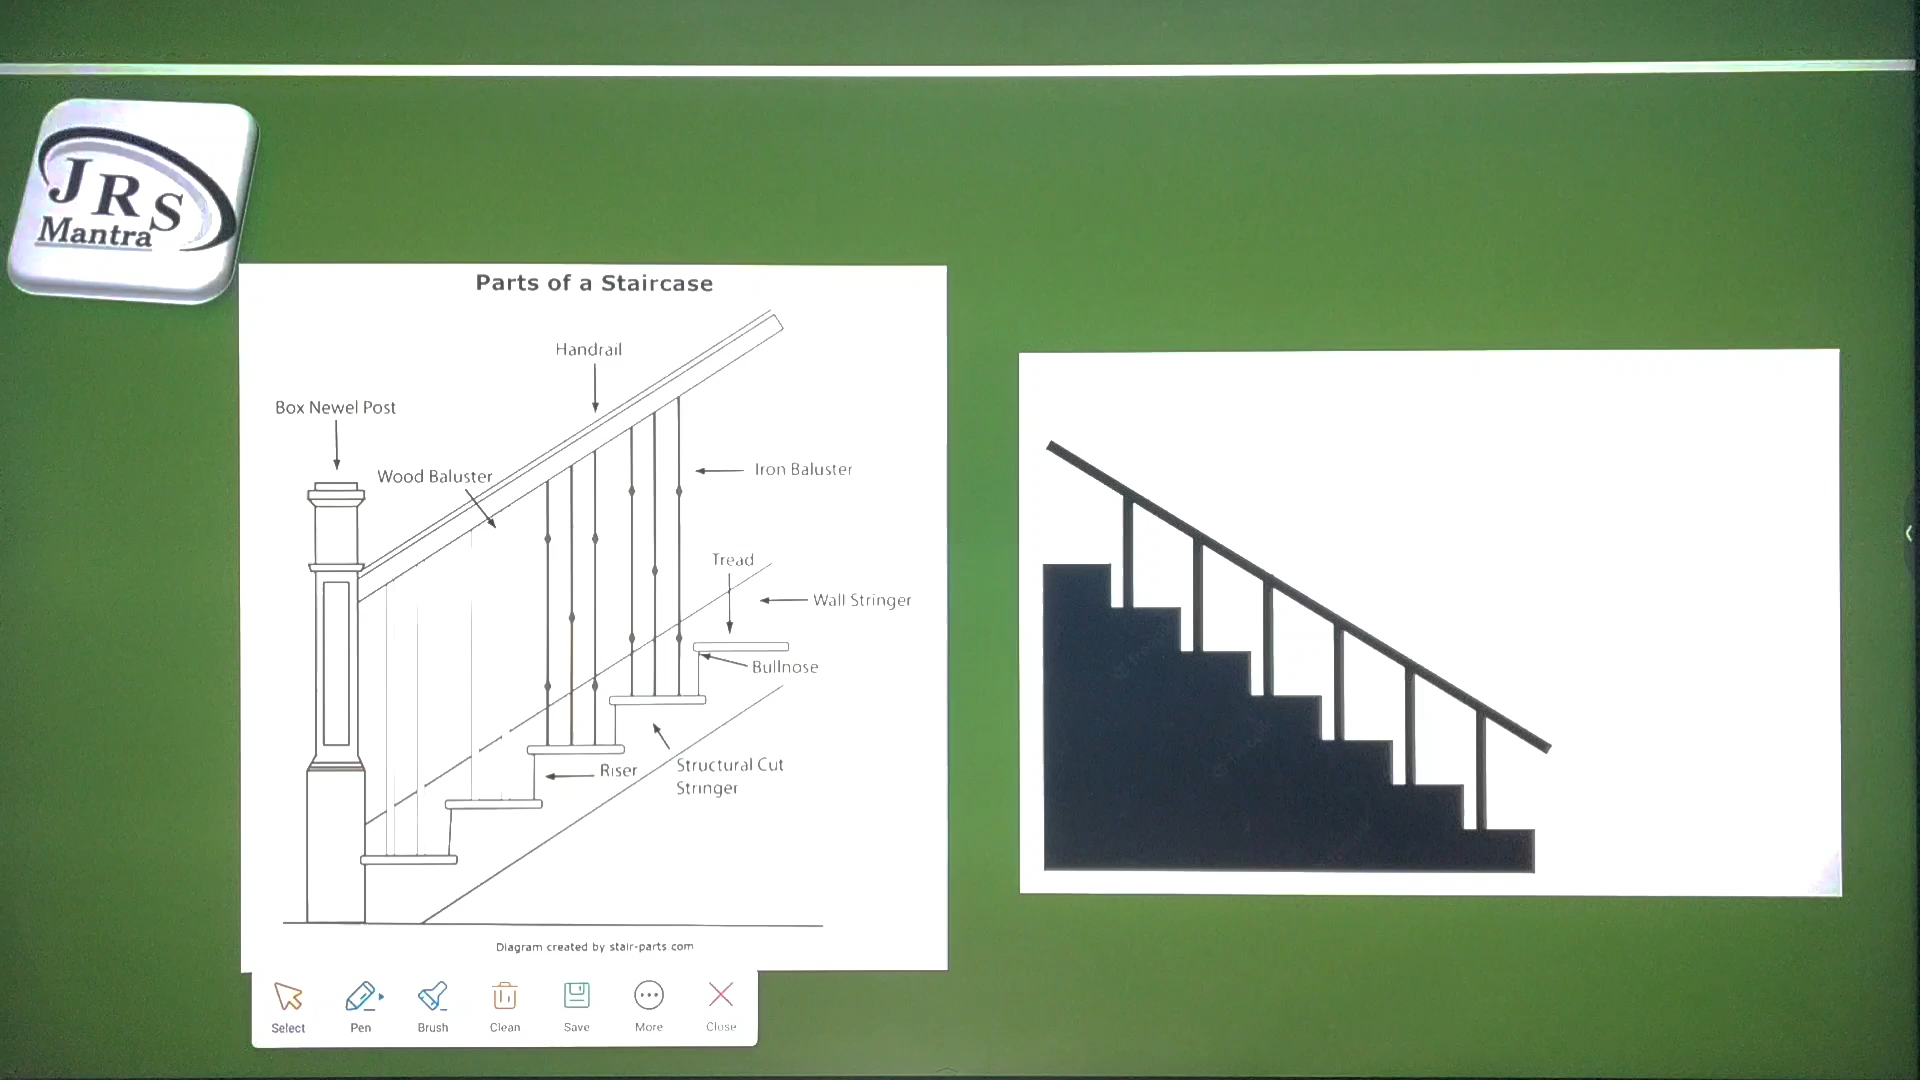 JRS
Mantra
Parts of a Staircase
Handrail
Box Newel Post
Wood Baluster
Iron Baluster
Tread
Wall Stringer
Bullnose
Riser
Structural Cut
Stringer
Diagram created by stair-parts com
Select
Pen
Brush
Clean
Save
More
Close